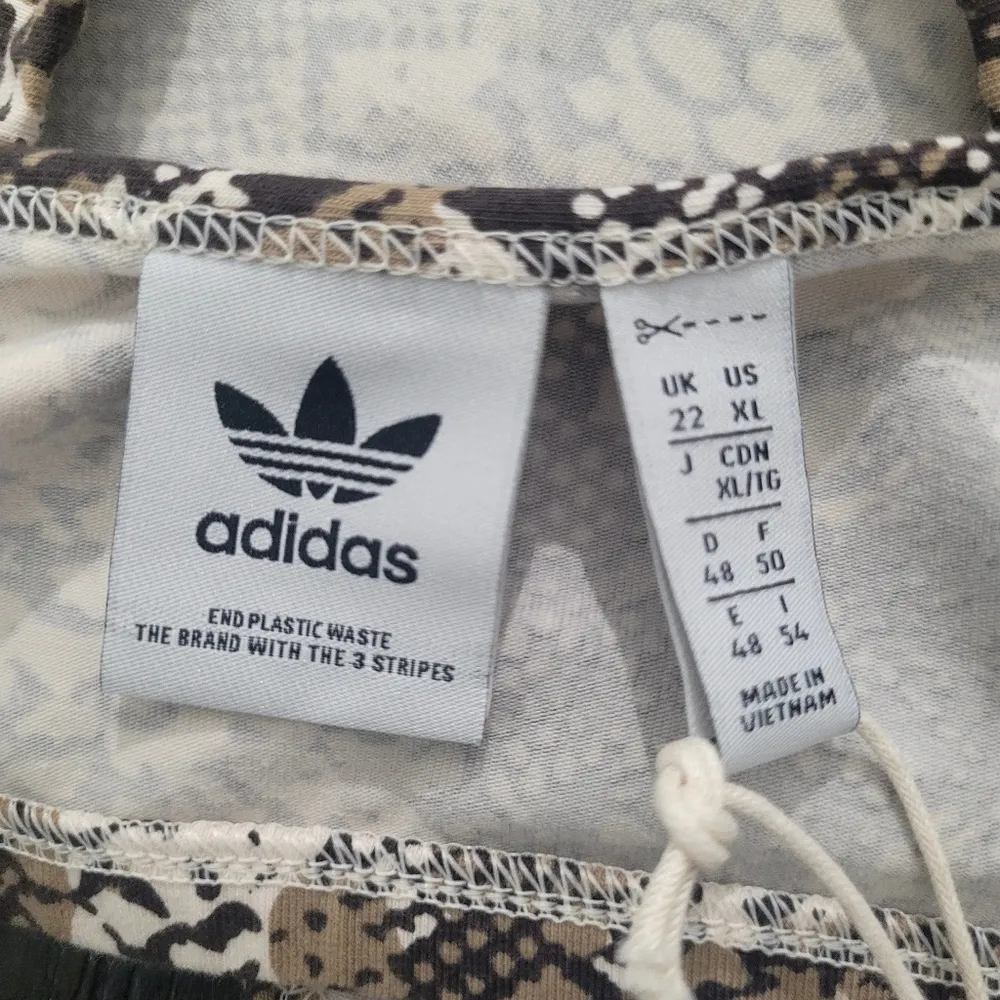 adidas
END PLASTIC WASTE
THE BRAND WITH THE 3 STRIPES
UK US
22 XL
J CDN
XL/TG
D F
48 50
E I
48 54
MADE IN
VIETNAM